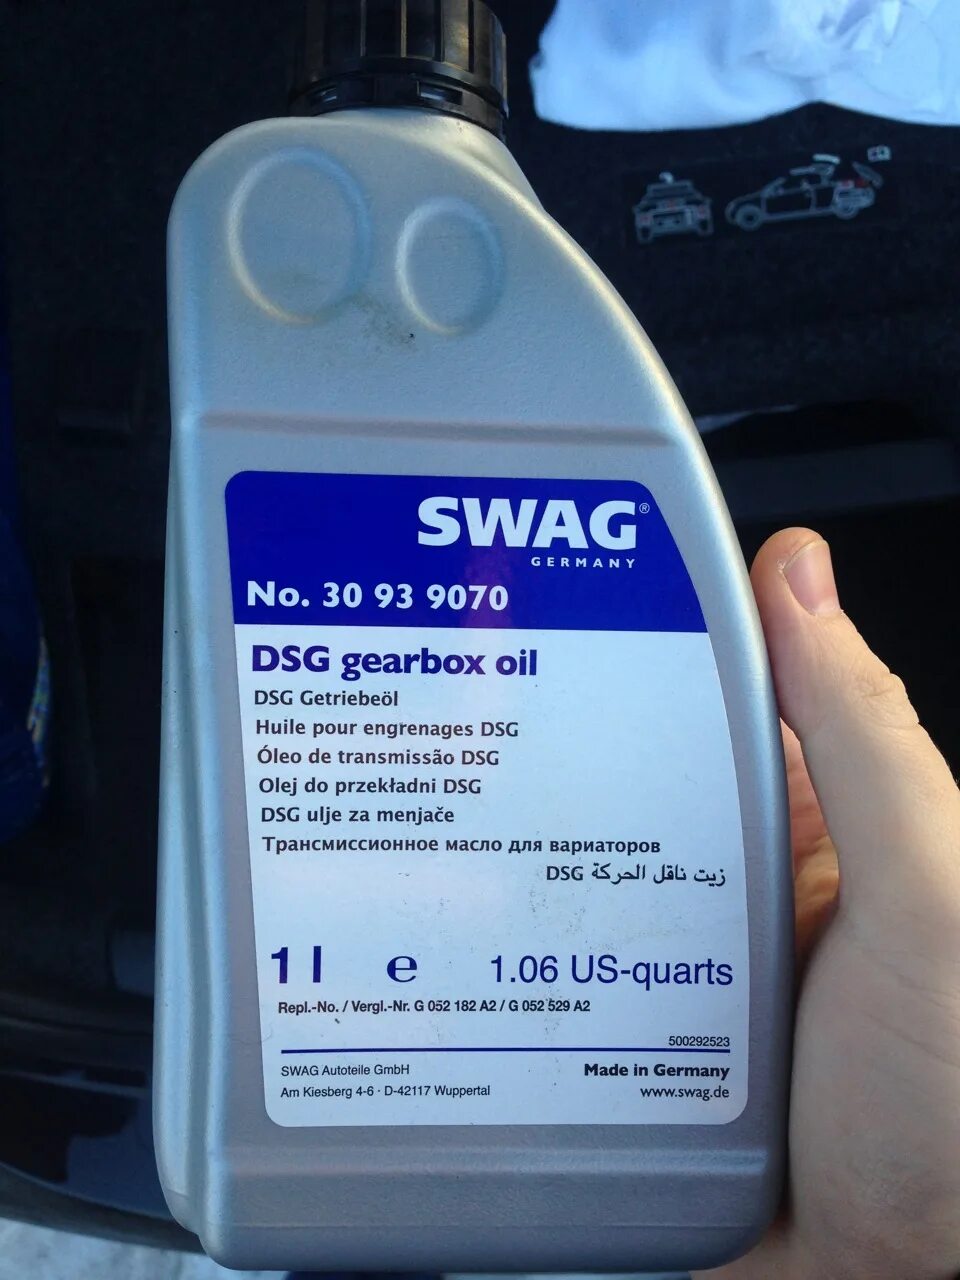 SWAG®
GERMANY
No. 30 93 9070
DSG gearbox oil
DSG Getriebeöl
Huile pour engrenages DSG
Óleo de transmissão DSG
Olej do przekładni DSG
DSG ulje za menjače
Трансмиссионное масло для вариаторов
زيت ناقل الحركة DSG
1 l e 1.06 US-quarts
Repl.-No. / Vergl.-Nr. G 052 182 A2 / G 052 529 A2
500292523
SWAG Autoteile GmbH Made in Germany
Am Kiesberg 4-6 · D-42117 Wuppertal www.swag.de